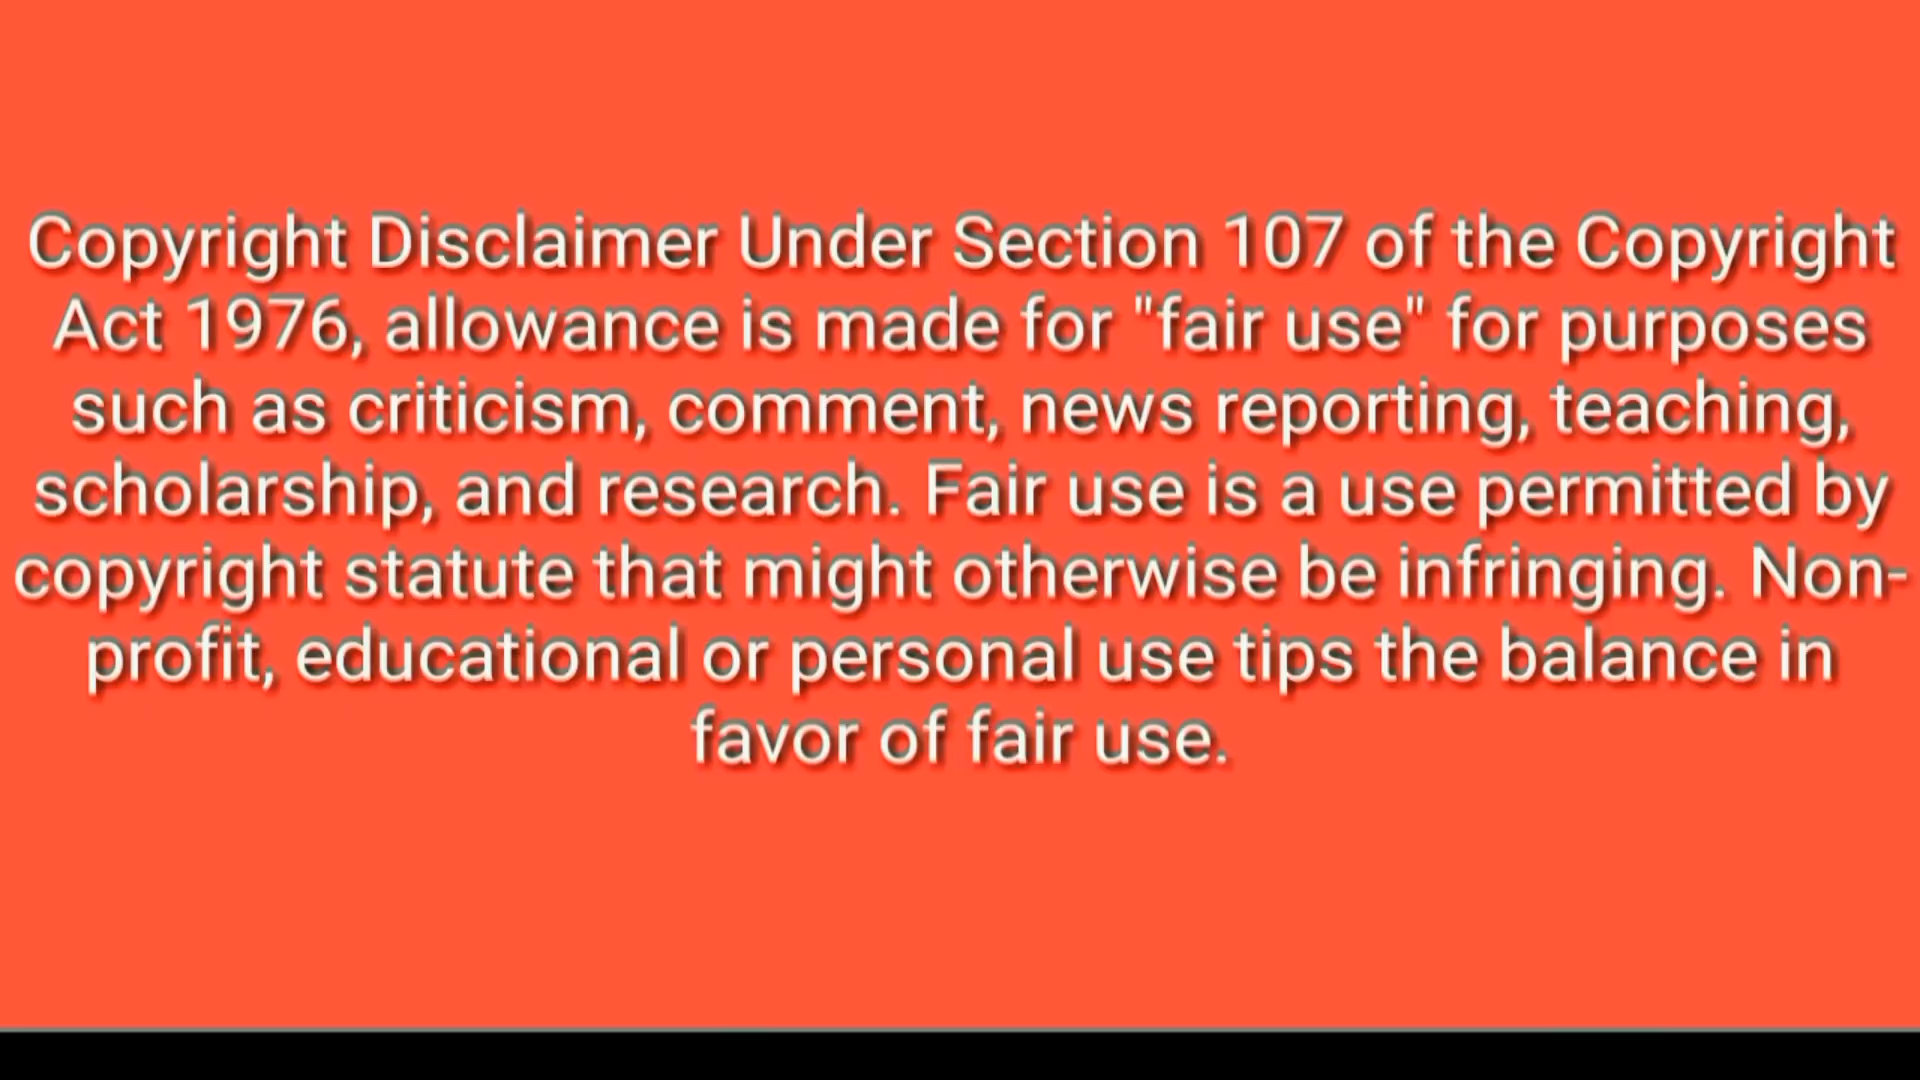 Copyright Disclaimer Under Section 107 of the Copyright
Act 1976, allowance is made for "fair use" for purposes
such as criticism, comment, news reporting, teaching,
scholarship, and research. Fair use is a use permitted by
copyright statute that might otherwise be infringing. Non-
profit, educational or personal use tips the balance in
favor of fair use.